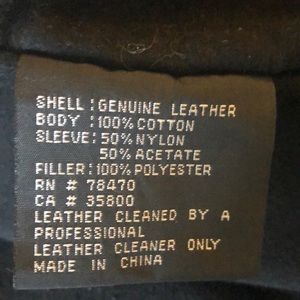 SHELL:GENUINE LEATHER
BODY :100%COTTON
SLEEVE:50%NYLON
50%ACETATE
FILLER:100%POLYESTER
RN # 78470
CA # 35800
LEATHER CLEANED BY A
PROFESSIONAL
LEATHER CLEANER ONLY
MADE IN CHINA